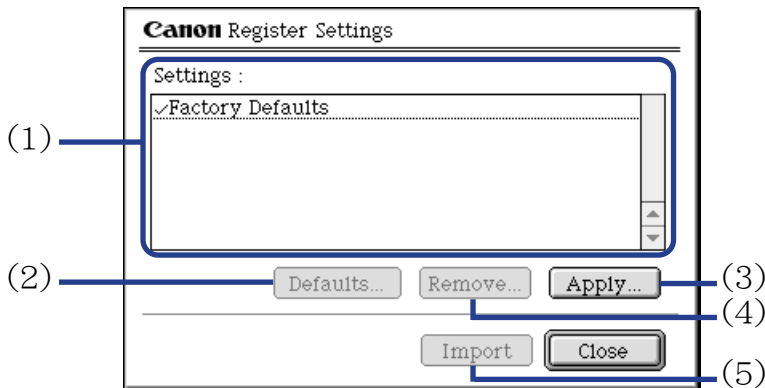 Canon Register Settings
Settings :
✓Factory Defaults
(1)
(2) Defaults... Remove... Apply... (3)
(4)
Import Close
(5)